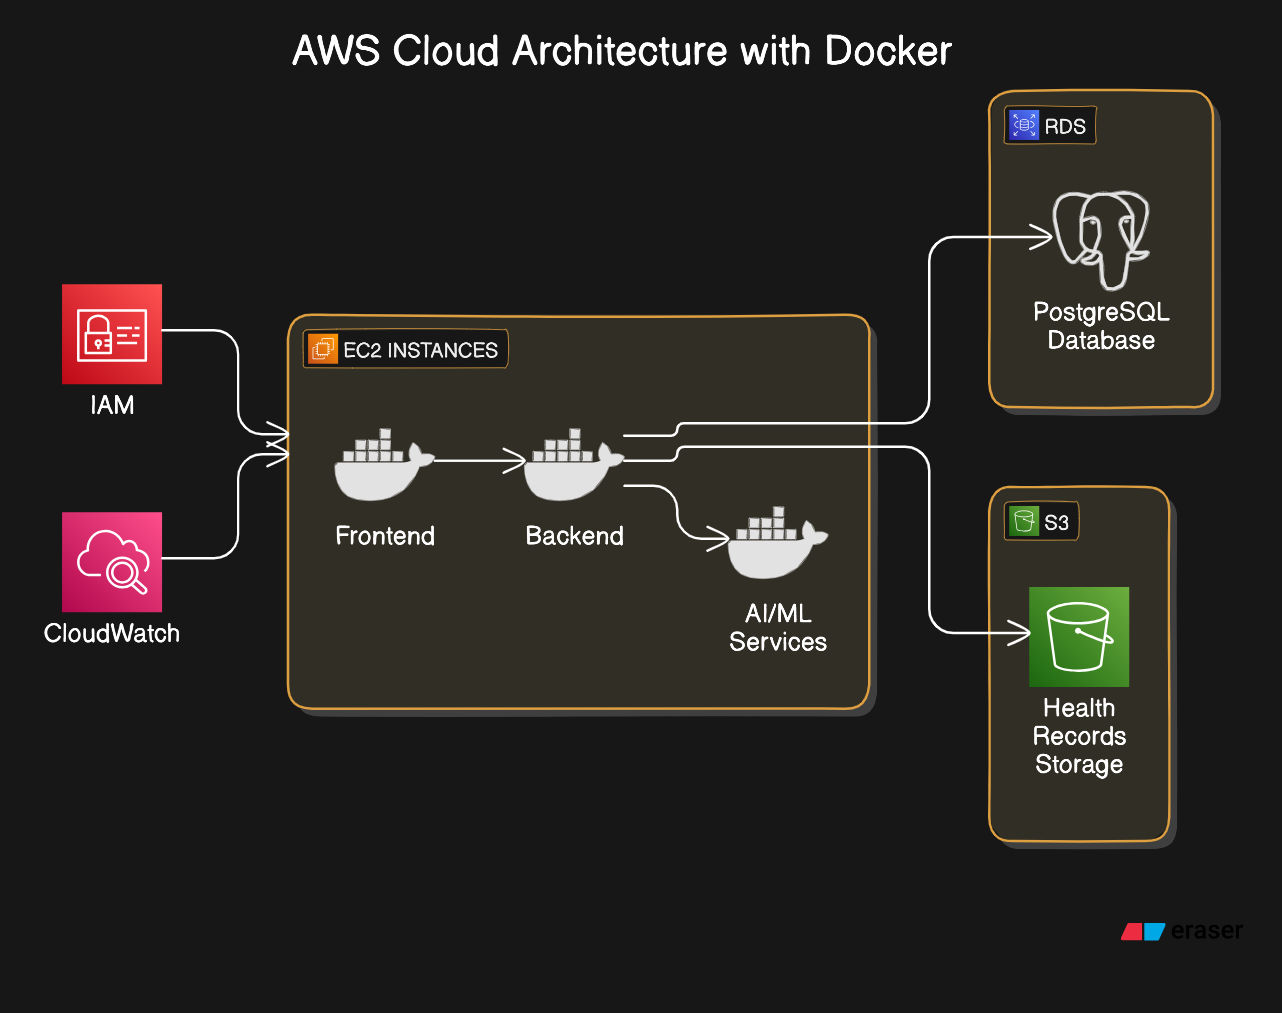 AWS Cloud Architecture with Docker
RDS
PostgreSQL
Database
IAM
EC2 INSTANCES
Frontend
Backend
AI/ML
Services
CloudWatch
S3
Health
Records
Storage
eraser